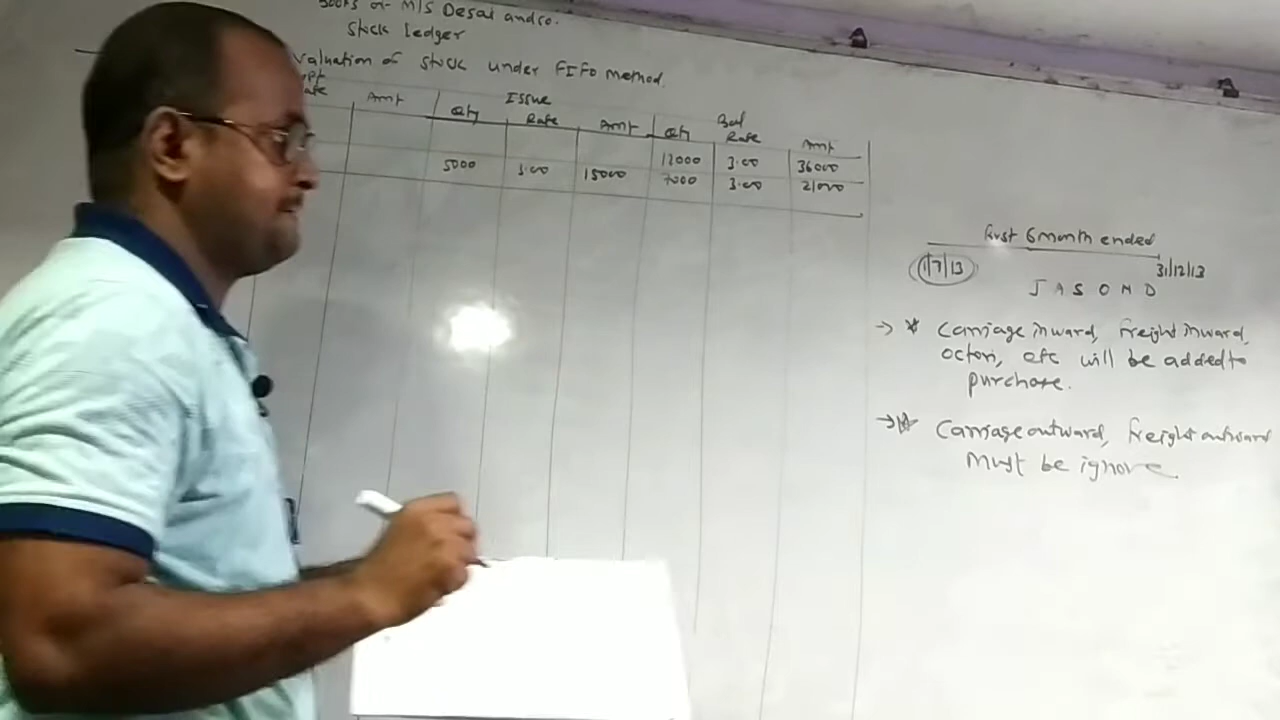 Books of M/S Desai and co.
Stock Ledger
Valuation of stock under FIFO method.
Amt Issue Bal
Qty Rate Amt Qty Rate Amt
12000 3.00 36000
5000 3.00 15000 7000 3.00 21000
first 6 month ended
1/7/13 31/12/13
J A S O N D
→ * Carriage inward, freight inward,
octori, etc will be added to
purchase.
→ * Carriage outward, freight outward
must be ignore.